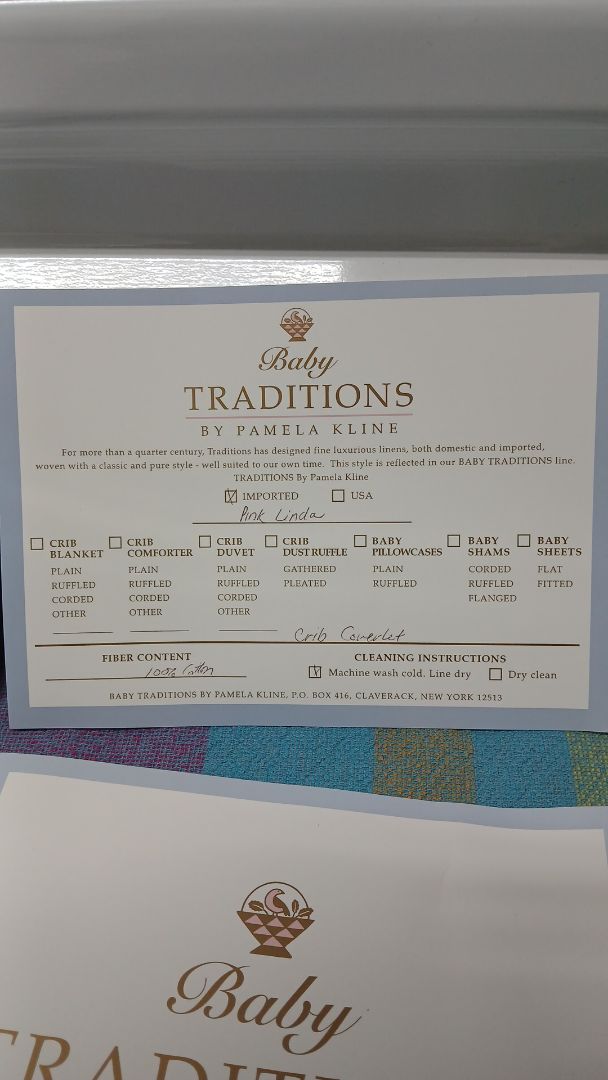 Baby
TRADITIONS
BY PAMELA KLINE
For more than a quarter century, Traditions has designed fine luxurious linens, both domestic and imported,
woven with a classic and pure style - well suited to our own time. This style is reflected in our BABY TRADITIONS line.
TRADITIONS By Pamela Kline
IMPORTED USA
Pink Linda
CRIB BLANKET
PLAIN
RUFFLED
CORDED
OTHER
CRIB COMFORTER
PLAIN
RUFFLED
CORDED
OTHER
CRIB DUVET
PLAIN
RUFFLED
CORDED
OTHER
CRIB DUST RUFFLE
GATHERED
PLEATED
BABY PILLOWCASES
PLAIN
RUFFLED
BABY SHAMS
CORDED
RUFFLED
FLANGED
BABY SHEETS
FLAT
FITTED
Crib Coverlet
FIBER CONTENT
100% Cotton
CLEANING INSTRUCTIONS
Machine wash cold. Line dry Dry clean
BABY TRADITIONS BY PAMELA KLINE, P.O. BOX 416, CLAVERACK, NEW YORK 12513
Baby
TRADITI